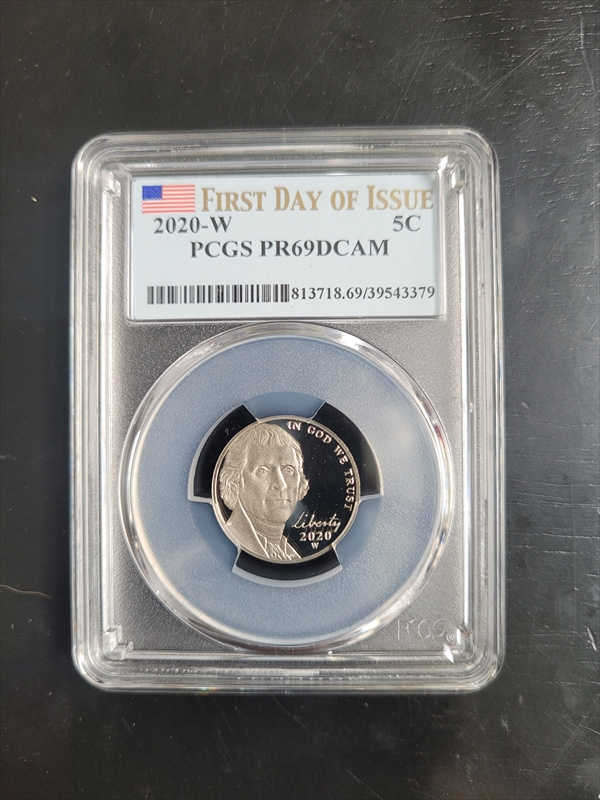 FIRST DAY OF ISSUE
2020-W 5C
PCGS PR69DCAM
813718.69/39543379
IN GOD WE TRUST
Liberty
2020
W
PCGS